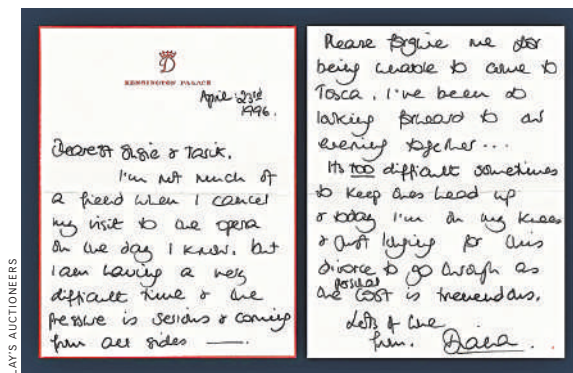 LAY'S AUCTIONEERS
D
KENSINGTON PALACE
April: 23rd
1996.
Dearest Susie & Tarik,
I'm not much of
a friend when I cancel
my visit to the opera
on the day I know, but
I am having a very
difficult time & the
pressure is serious & coming
from all sides —.
Please forgive me for
being unable to come to
Tosca. I've been so
looking forward to our
evening together...
Its TOO difficult sometimes
to keep ones head up
& today I'm on my knees
& just longing for this
divorce to go through as
the possible cost is tremendous.
Lots of love
from. Diana.